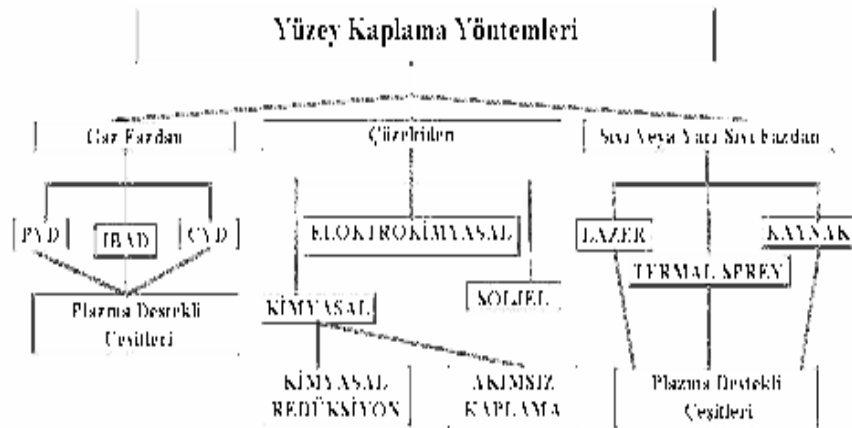 Yüzey Kaplama Yöntemleri
Gaz Fazdan
Çözeltiden
Sıvı Veya Yarı Sıvı Fazdan
PVD
IBAD
CVD
ELOKTROKİMYASAL
LAZER
KAYNAK
TERMAL SPREY
KİMYASAL
SOLJEL
Plazma Destekli
Çeşitleri
KİMYASAL
REDÜKSİYON
AKIMSIZ
KAPLAMA
Plazma Destekli
Çeşitleri